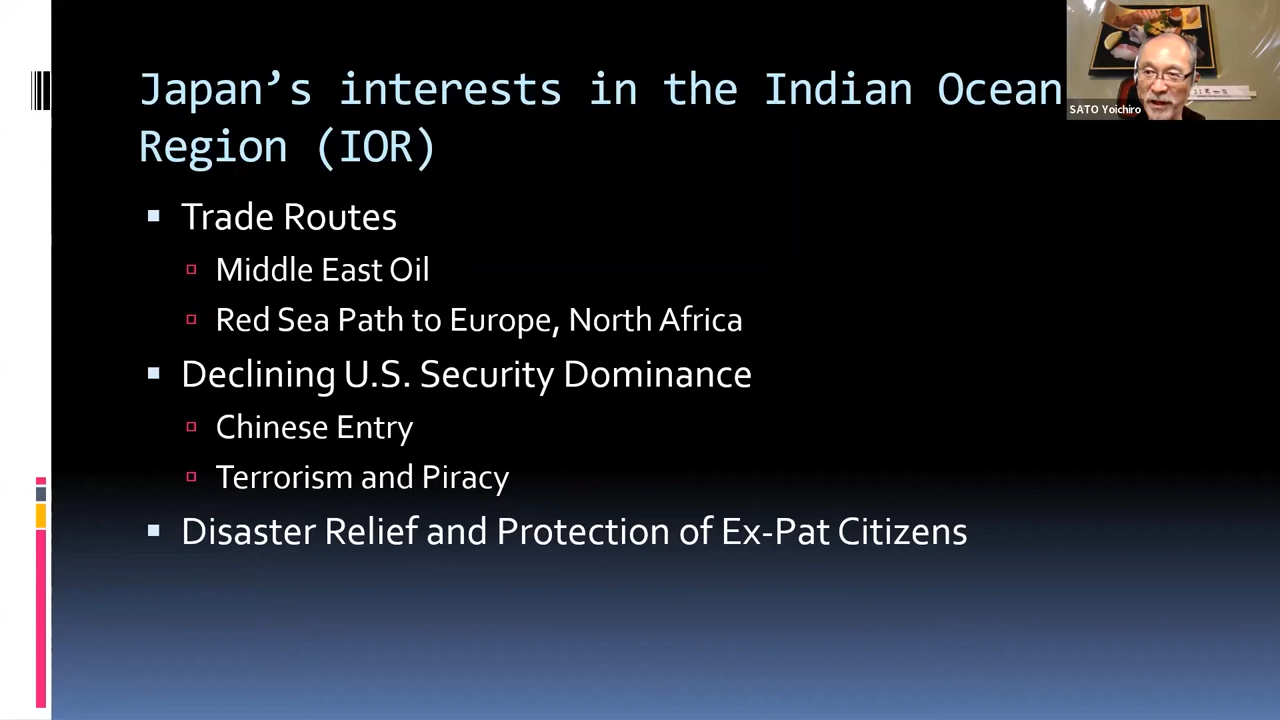 Japan’s interests in the Indian Ocean
Region (IOR)
SATO Yoichiro
Trade Routes
Middle East Oil
Red Sea Path to Europe, North Africa
Declining U.S. Security Dominance
Chinese Entry
Terrorism and Piracy
Disaster Relief and Protection of Ex-Pat Citizens